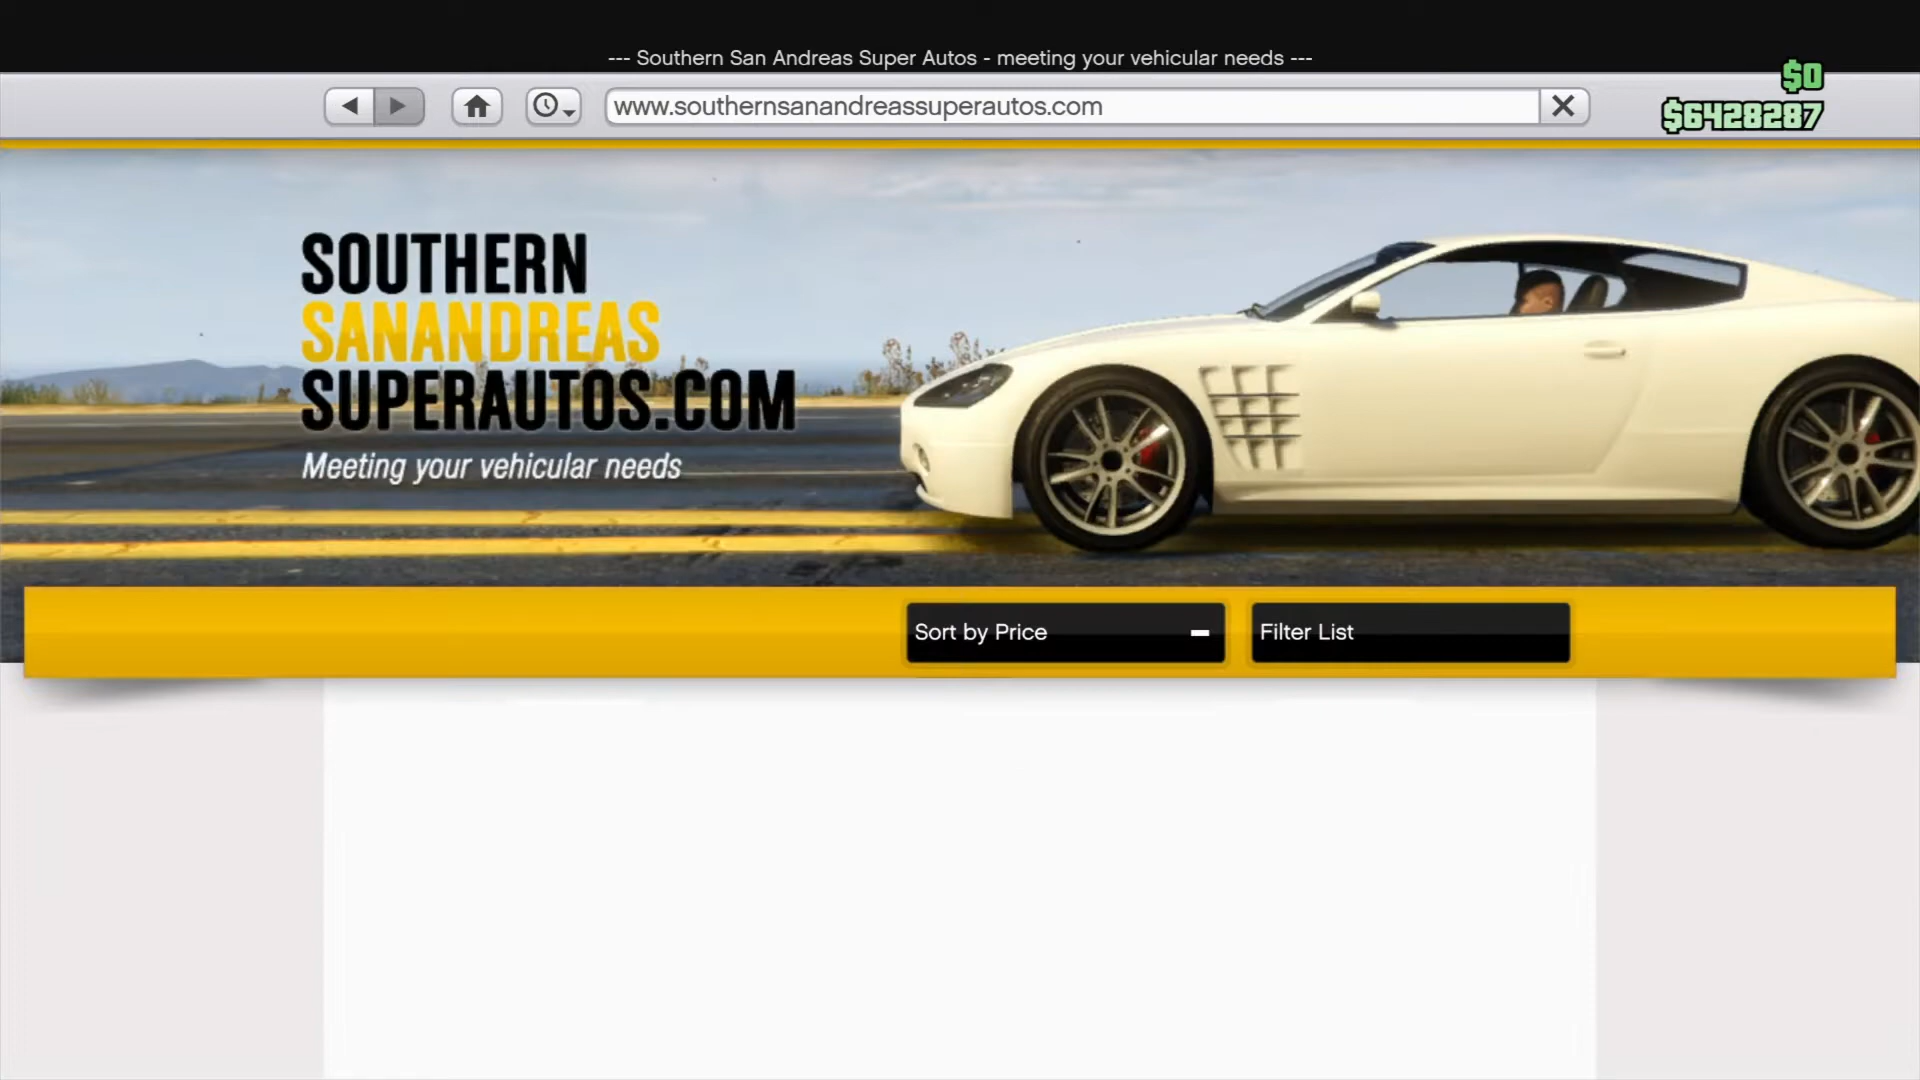 --- Southern San Andreas Super Autos - meeting your vehicular needs ---
$0
www.southernsanandreassuperautos.com
$6428287
SOUTHERN
SANANDREAS
SUPERAUTOS.COM
Meeting your vehicular needs
Sort by Price
Filter List